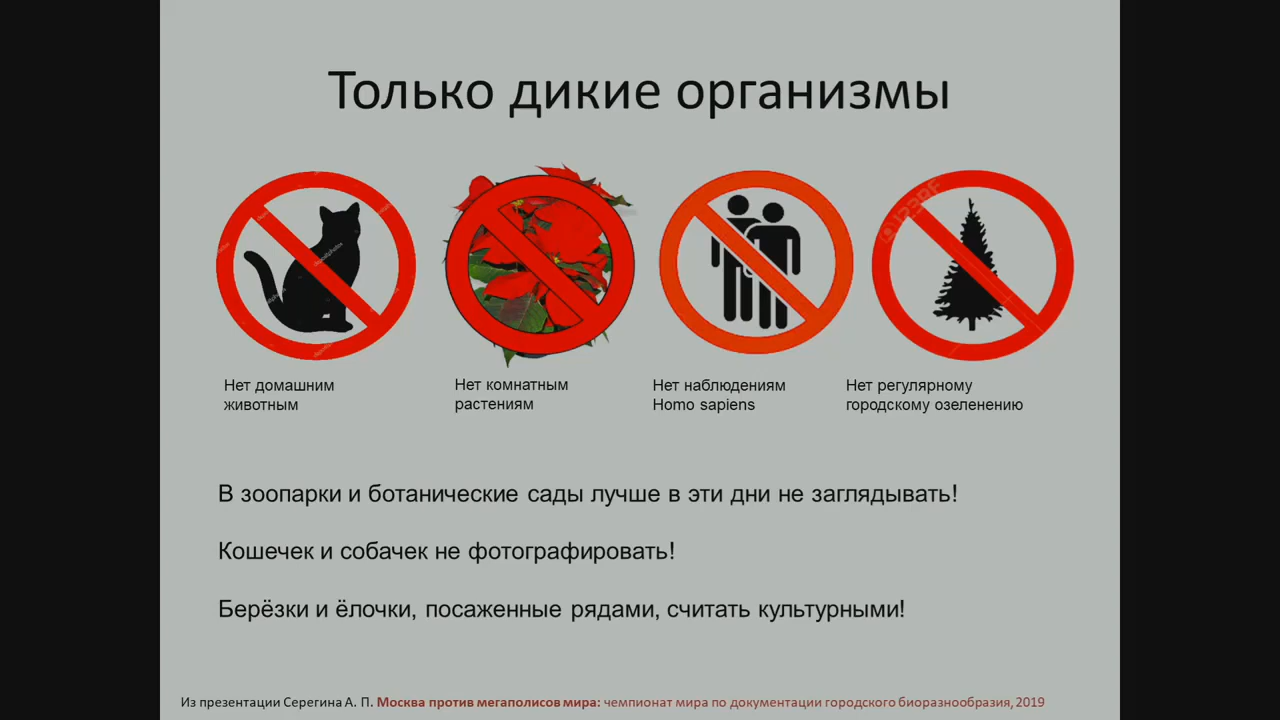 Только дикие организмы
123RF
Нет домашним
животным
Нет комнатным
растениям
Нет наблюдениям
Homo sapiens
Нет регулярному
городскому озеленению
В зоопарки и ботанические сады лучше в эти дни не заглядывать!
Кошечек и собачек не фотографировать!
Берёзки и ёлочки, посаженные рядами, считать культурными!
Из презентации Серегина А. П. Москва против мегаполисов мира: чемпионат мира по документации городского биоразнообразия, 2019